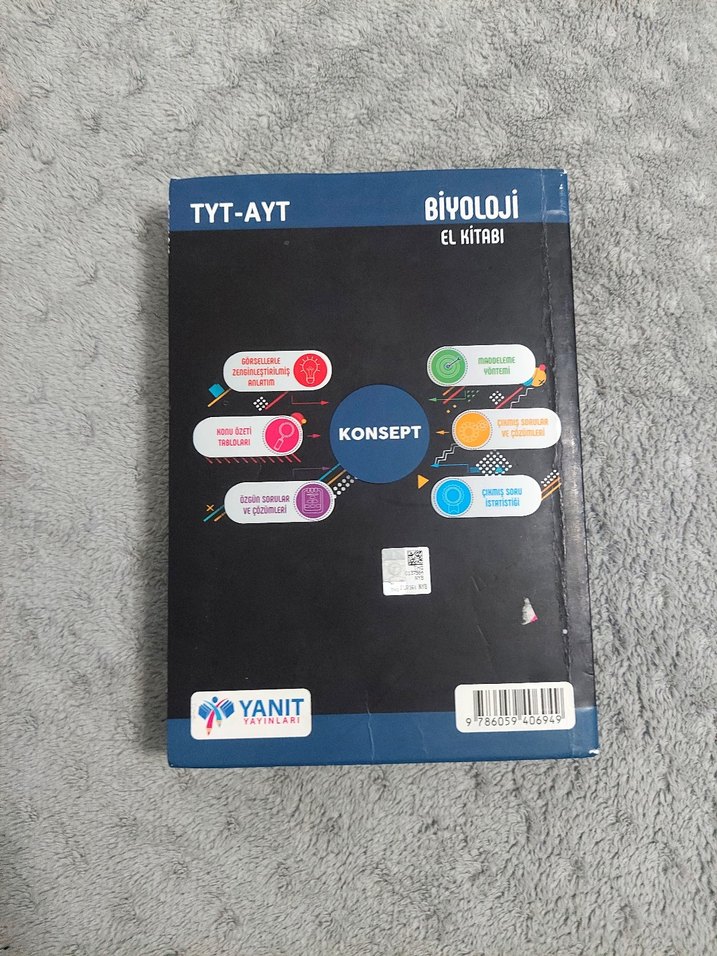 TYT-AYT
BİYOLOJİ
EL KİTABI
GÖRSELLERLE
ZENGİNLEŞTİRİLMİŞ
ANLATIM
MADDELEME
YÖNTEMİ
KONU ÖZETİ
TABLOLARI
KONSEPT
ÇIKMIŞ SORULAR
VE ÇÖZÜMLERİ
ÖZGÜN SORULAR
VE ÇÖZÜMLERİ
ÇIKMIŞ SORU
İSTATİSTİĞİ
YANIT
YAYINLARI
9 786059 406949